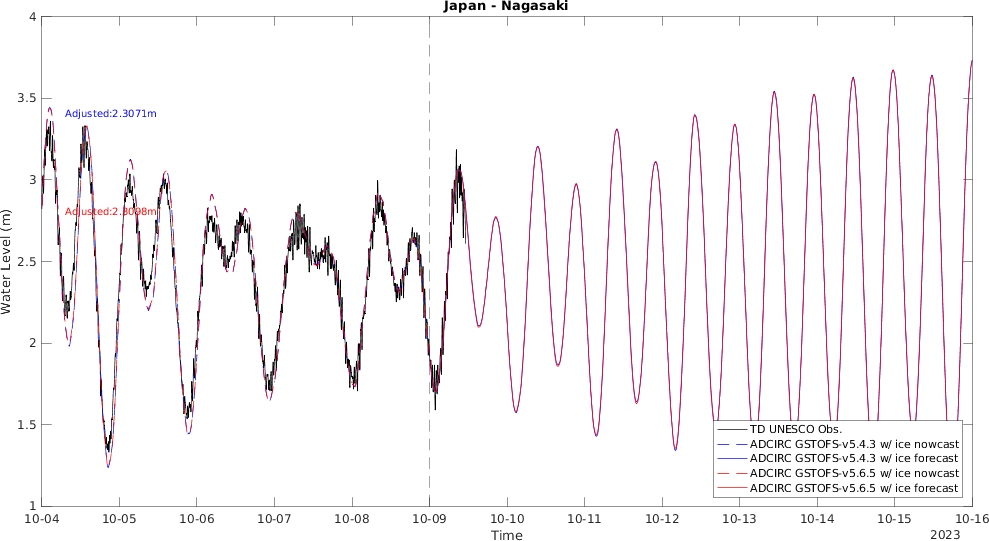 Japan - Nagasaki
4
3.5
3
2.5
2
1.5
1
Water Level (m)
Adjusted:2.3071m
Adjusted:2.3098m
TD UNESCO Obs.
ADCIRC GSTOFS-v5.4.3 w/ ice nowcast
ADCIRC GSTOFS-v5.4.3 w/ ice forecast
ADCIRC GSTOFS-v5.6.5 w/ ice nowcast
ADCIRC GSTOFS-v5.6.5 w/ ice forecast
10-04 10-05 10-06 10-07 10-08 10-09 10-10 10-11 10-12 10-13 10-14 10-15 10-16
Time
2023